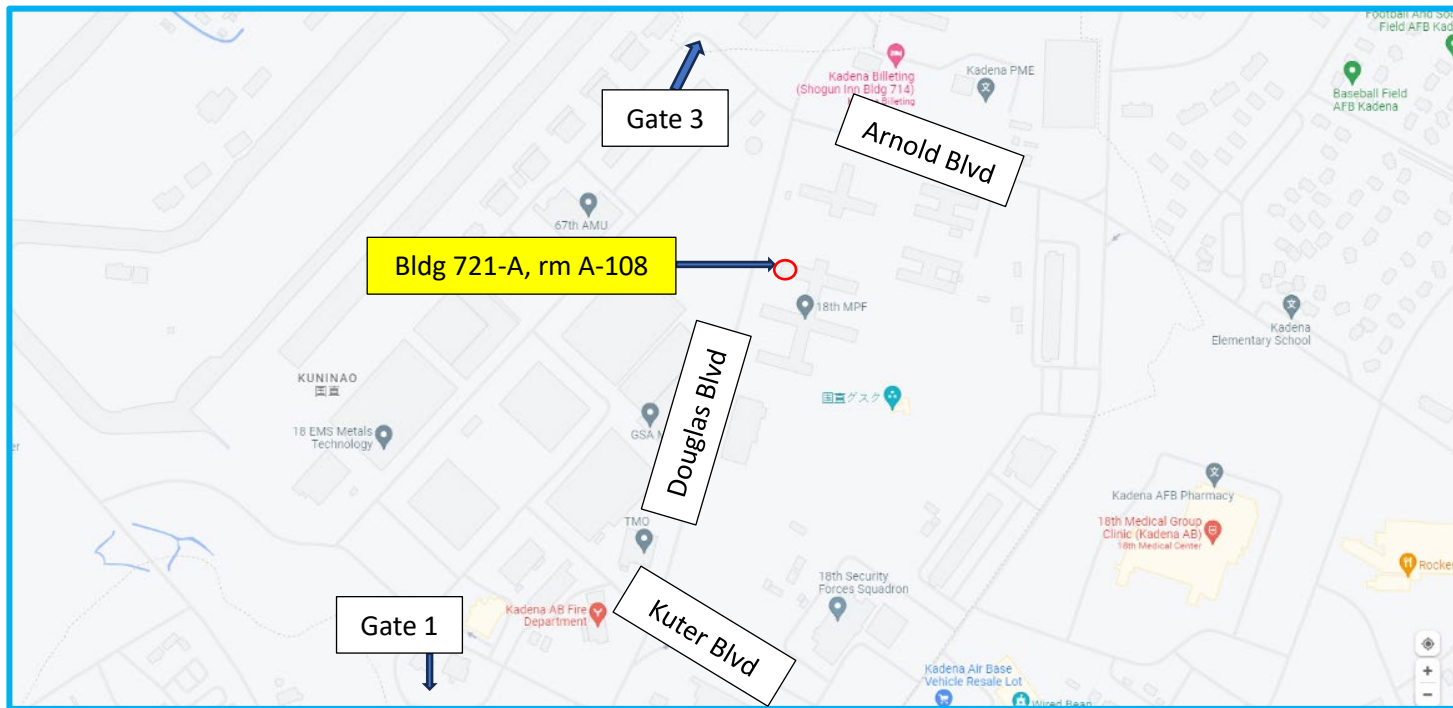 Football And Soc
Field AFB Kad
Kadena Billeting
(Shogun Inn Bldg 714)
Billeting
Kadena PME
Baseball Field
AFB Kadena
Gate 3
Arnold Blvd
67th AMU
Bldg 721-A, rm A-108
18th MPF
Kadena
Elementary School
KUNINAO
国直
Douglas Blvd
国直グスク
18 EMS Metals
Technology
GSA
Kadena AFB Pharmacy
18th Medical Group
Clinic (Kadena AB)
18th Medical Center
TMO
Rocker
18th Security
Forces Squadron
Kadena AB Fire
Department
Gate 1
Kuter Blvd
Kadena Air Base
Vehicle Resale Lot
Wired Bean